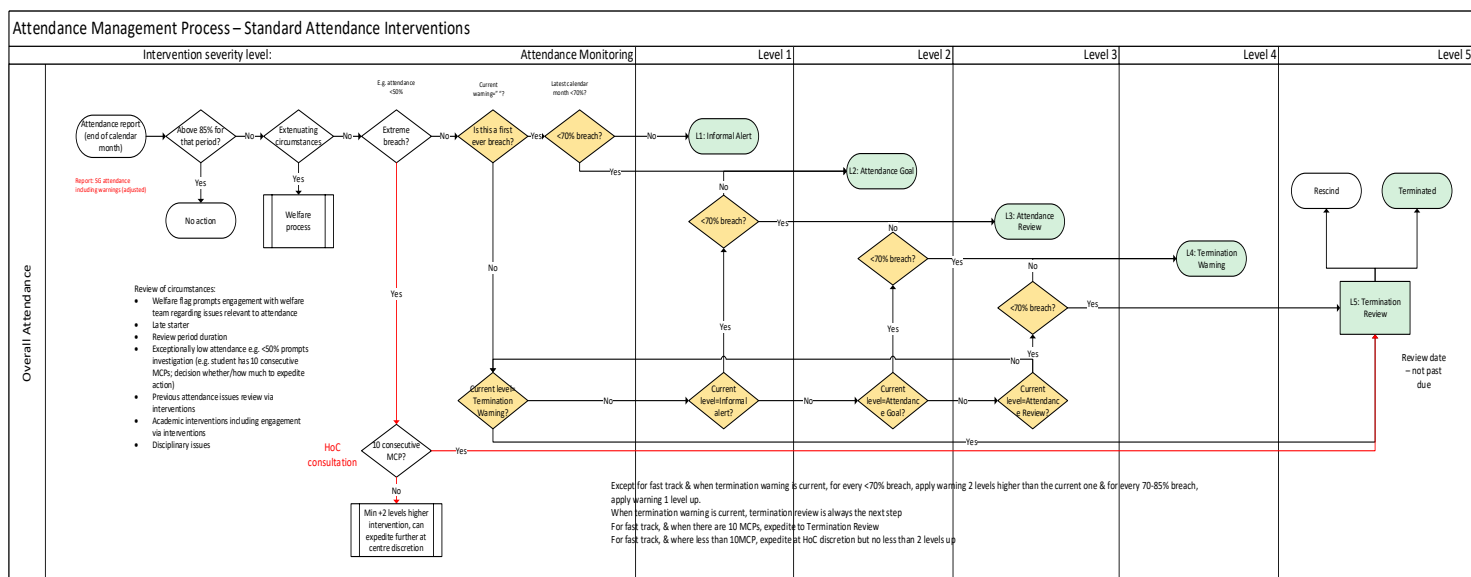 Attendance Management Process – Standard Attendance Interventions
Intervention severity level:
Attendance Monitoring
Level 1
Level 2
Level 3
Level 4
Level 5
Overall Attendance
E.g. attendance
<50%
Current
warning=" "?
Latest calendar
month <70%?
Attendance report
(end of calendar
month)
Above 85% for
that period?
No
Extenuating
circumstances
No
Extreme
breach?
No
Is this a first
ever breach?
Yes
<70% breach?
No
L1: Informal Alert
Report: SG attendance
including warnings (adjusted)
Yes
No action
Yes
Welfare
process
Yes
L2: Attendance Goal
No
<70% breach?
Yes
L3: Attendance
Review
No
<70% breach?
Yes
L4: Termination
Warning
No
<70% breach?
Yes
L5: Termination
Review
Rescind
Terminated
Review date
– not past
due
No
Yes
Yes
Yes
Yes
No
Review of circumstances:
• Welfare flag prompts engagement with welfare
team regarding issues relevant to attendance
• Late starter
• Review period duration
• Exceptionally low attendance e.g. <50% prompts
investigation (e.g. student has 10 consecutive
MCPs; decision whether/how much to expedite
action)
• Previous attendance issues review via
interventions
• Academic interventions including engagement
via interventions
• Disciplinary issues
Current level=
Termination
Warning?
No
Current
level=Informal
alert?
No
Current
level=Attendanc
e Goal?
No
Current
level=Attendanc
e Review?
Yes
HoC
consultation
10 consecutive
MCP?
Yes
No
Min +2 levels higher
intervention, can
expedite further at
centre discretion
Except for fast track & when termination warning is current, for every <70% breach, apply warning 2 levels higher than the current one & for every 70-85% breach,
apply warning 1 level up.
When termination warning is current, termination review is always the next step
For fast track, & when there are 10 MCPs, expedite to Termination Review
For fast track, & where less than 10MCP, expedite at HoC discretion but no less than 2 levels up